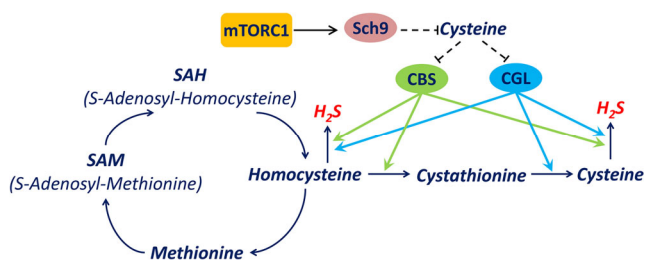 mTORC1
Sch9
Cysteine
SAH
(S-Adenosyl-Homocysteine)
CBS
CGL
H2S
H2S
SAM
(S-Adenosyl-Methionine)
Homocysteine
Cystathionine
Cysteine
Methionine